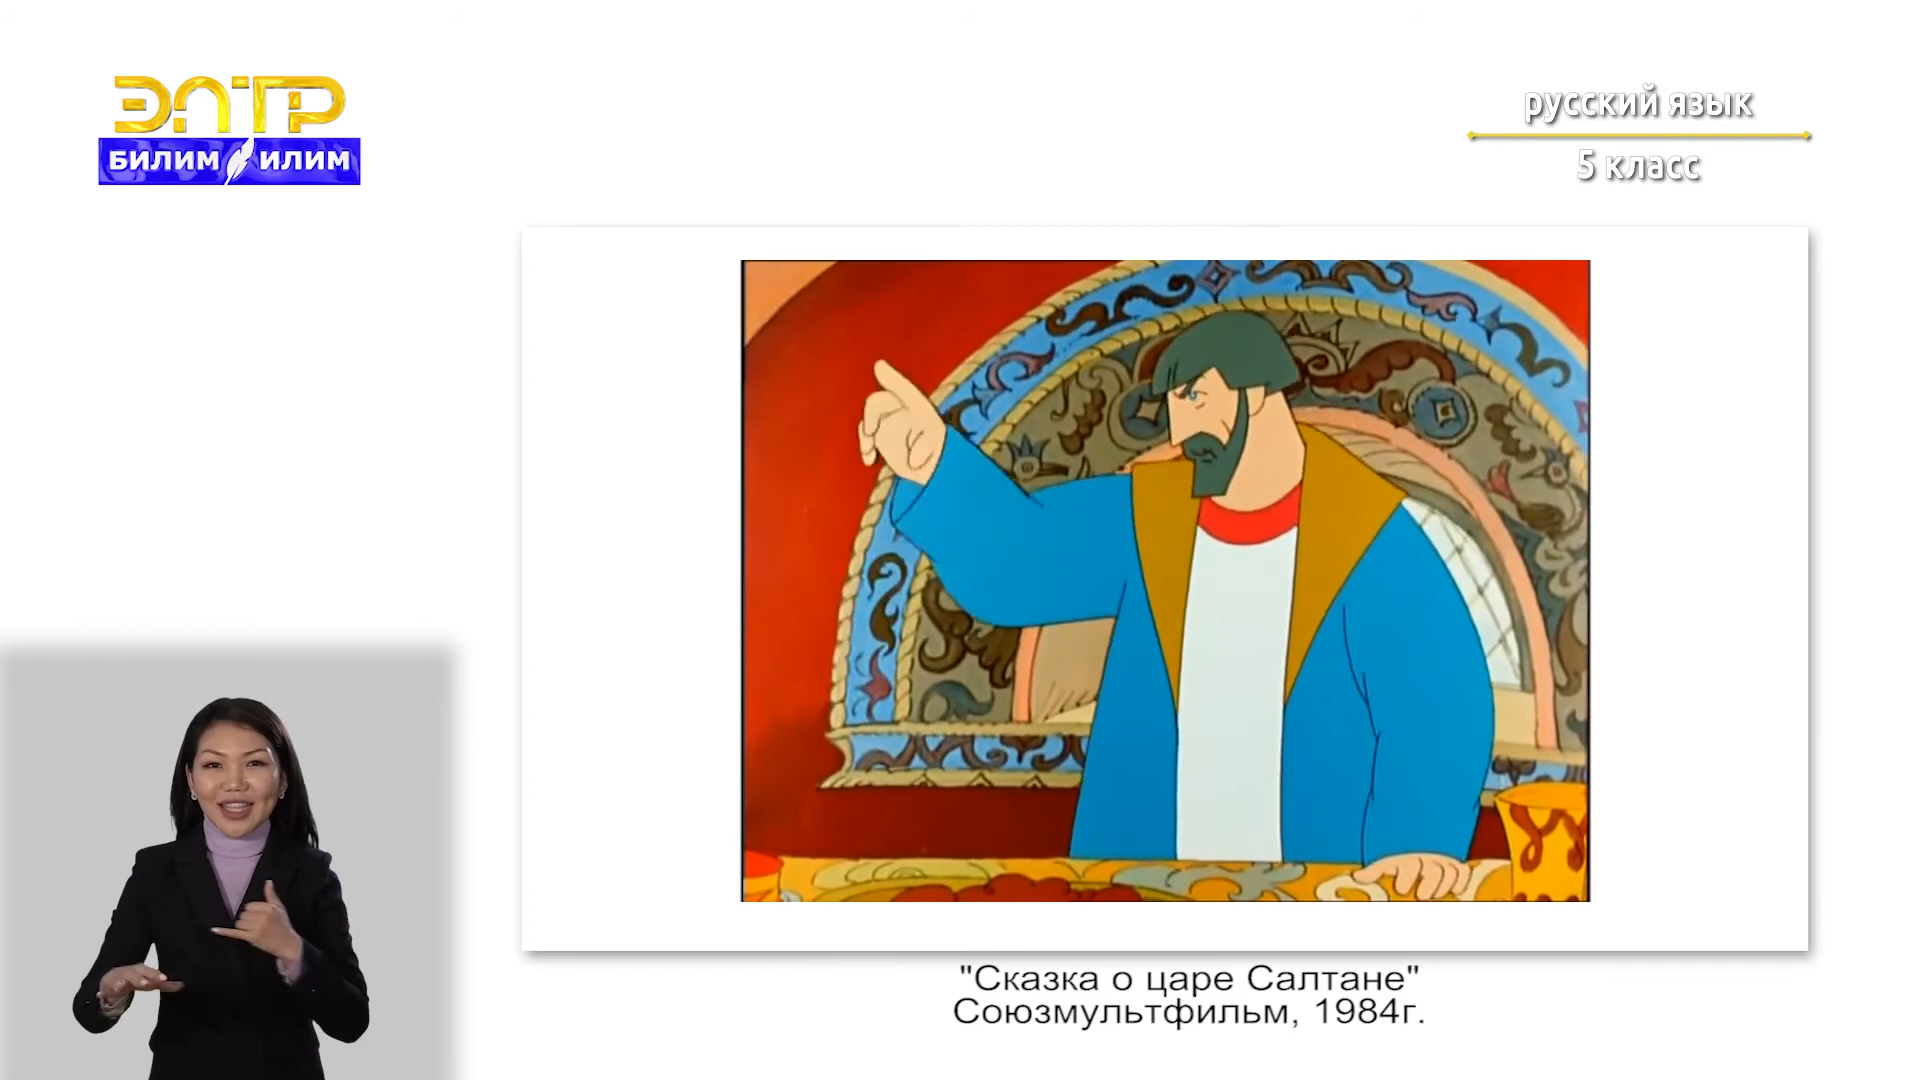 ЭЛТР
БИЛИМ ИЛИМ
русский язык
5 класс
"Сказка о царе Салтане"
Союзмультфильм, 1984г.